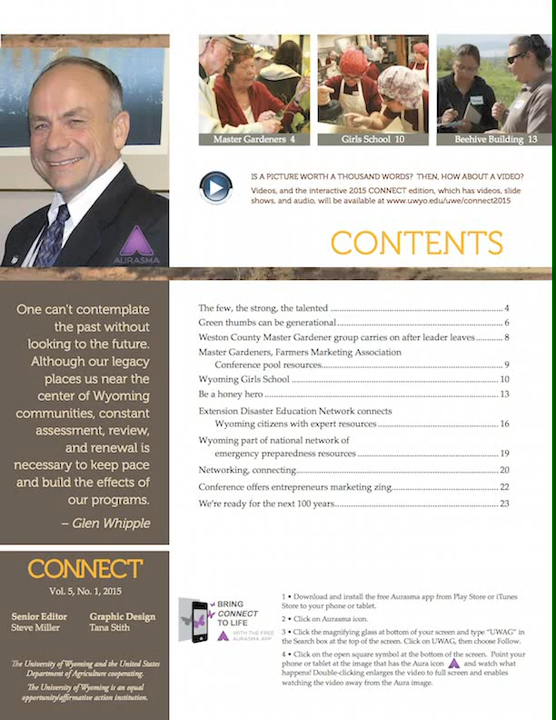 AURASMA
Master Gardeners 4
Girls School 10
Beehive Building 13
IS A PICTURE WORTH A THOUSAND WORDS? THEN, HOW ABOUT A VIDEO?
Videos, and the interactive 2015 CONNECT edition, which has videos, slide
shows, and audio, will be available at www.uwyo.edu/uwe/connect2015
CONTENTS
One can't contemplate
the past without
looking to the future.
Although our legacy
places us near the
center of Wyoming
communities, constant
assessment, review,
and renewal is
necessary to keep pace
and build the effects of
our programs.
– Glen Whipple
The few, the strong, the talented 4
Green thumbs can be generational 6
Weston County Master Gardener group carries on after leader leaves 8
Master Gardeners, Farmers Marketing Association
Conference pool resources 9
Wyoming Girls School 10
Be a honey hero 13
Extension Disaster Education Network connects
Wyoming citizens with expert resources 16
Wyoming part of national network of
emergency preparedness resources 19
Networking, connecting 20
Conference offers entrepreneurs marketing zing 22
We're ready for the next 100 years 23
CONNECT
Vol. 5, No. 1, 2015
Senior Editor
Steve Miller
Graphic Design
Tana Stith
The University of Wyoming and the United States
Department of Agriculture cooperating.
The University of Wyoming is an equal
opportunity/affirmative action institution.
BRING
CONNECT
TO LIFE
WITH THE FREE
AURASMA APP
1 • Download and install the free Aurasma app from Play Store or iTunes
Store to your phone or tablet.
2 • Click on Aurasma icon.
3 • Click the magnifying glass at bottom of your screen and type "UWAG" in
the Search box at the top of the screen. Click on UWAG, then choose Follow.
4 • Click on the open square symbol at the bottom of the screen. Point your
phone or tablet at the image that has the Aura icon and watch what
happens! Double-clicking enlarges the video to full screen and enables
watching the video away from the Aura image.